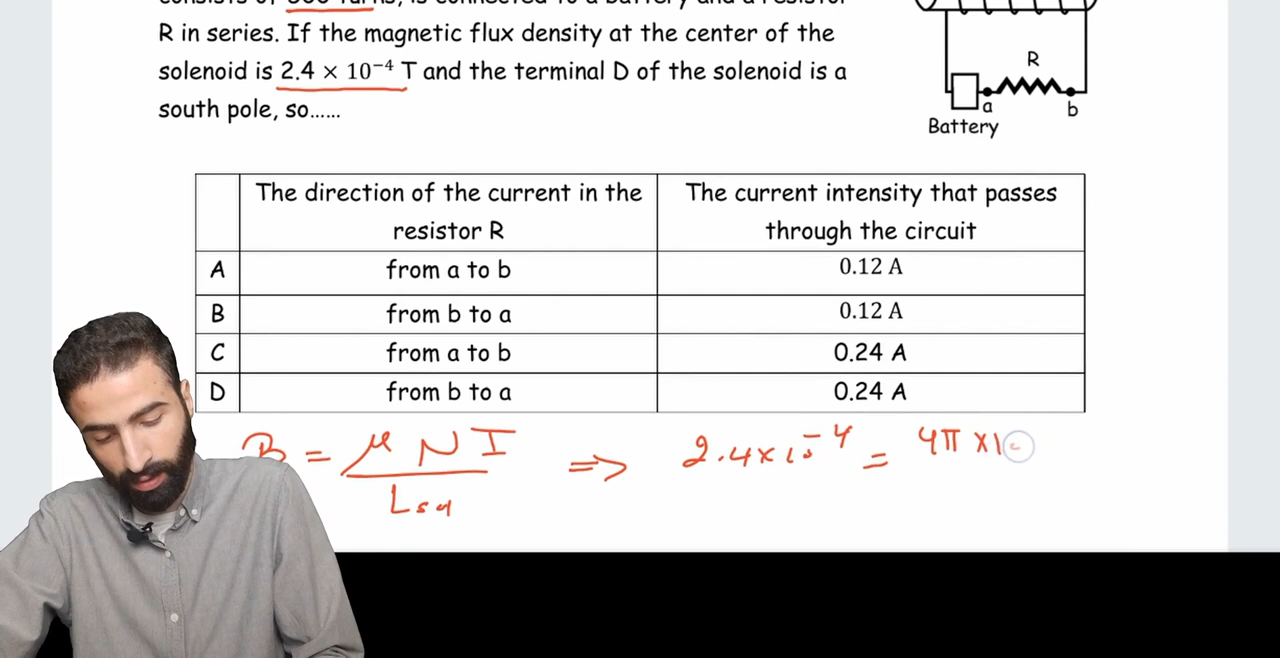 R in series. If the magnetic flux density at the center of the
solenoid is 2.4 × 10⁻⁴ T and the terminal D of the solenoid is a
south pole, so......
R
a
b
Battery
The direction of the current in the resistor R
The current intensity that passes through the circuit
A from a to b 0.12 A
B from b to a 0.12 A
C from a to b 0.24 A
D from b to a 0.24 A
B = μ N I / L => 2.4×10⁻⁴ = 4π ×1